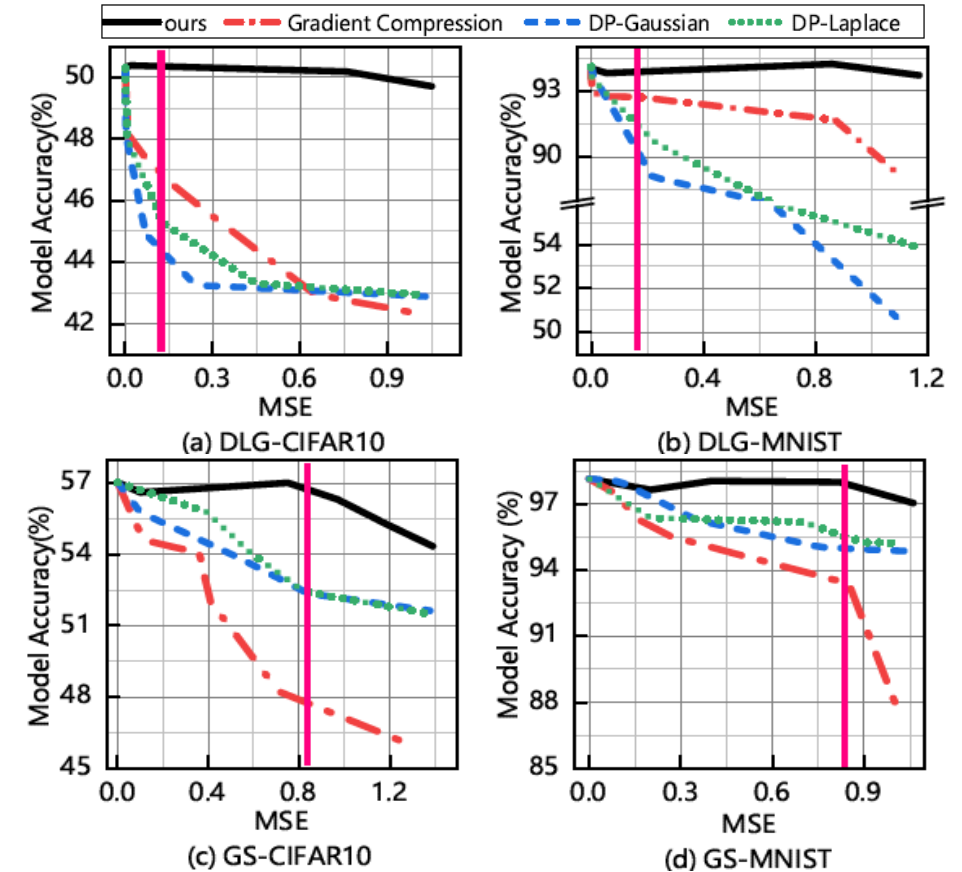 ours Gradient Compression DP-Gaussian DP-Laplace
Model Accuracy(%)
50
48
46
44
42
0.0 0.3 0.6 0.9
MSE
(a) DLG-CIFAR10
Model Accuracy(%)
93
90
54
52
50
0.0 0.4 0.8 1.2
MSE
(b) DLG-MNIST
Model Accuracy(%)
57
54
51
48
45
0.0 0.4 0.8 1.2
MSE
(c) GS-CIFAR10
Model Accuracy (%)
97
94
91
88
85
0.0 0.3 0.6 0.9
MSE
(d) GS-MNIST